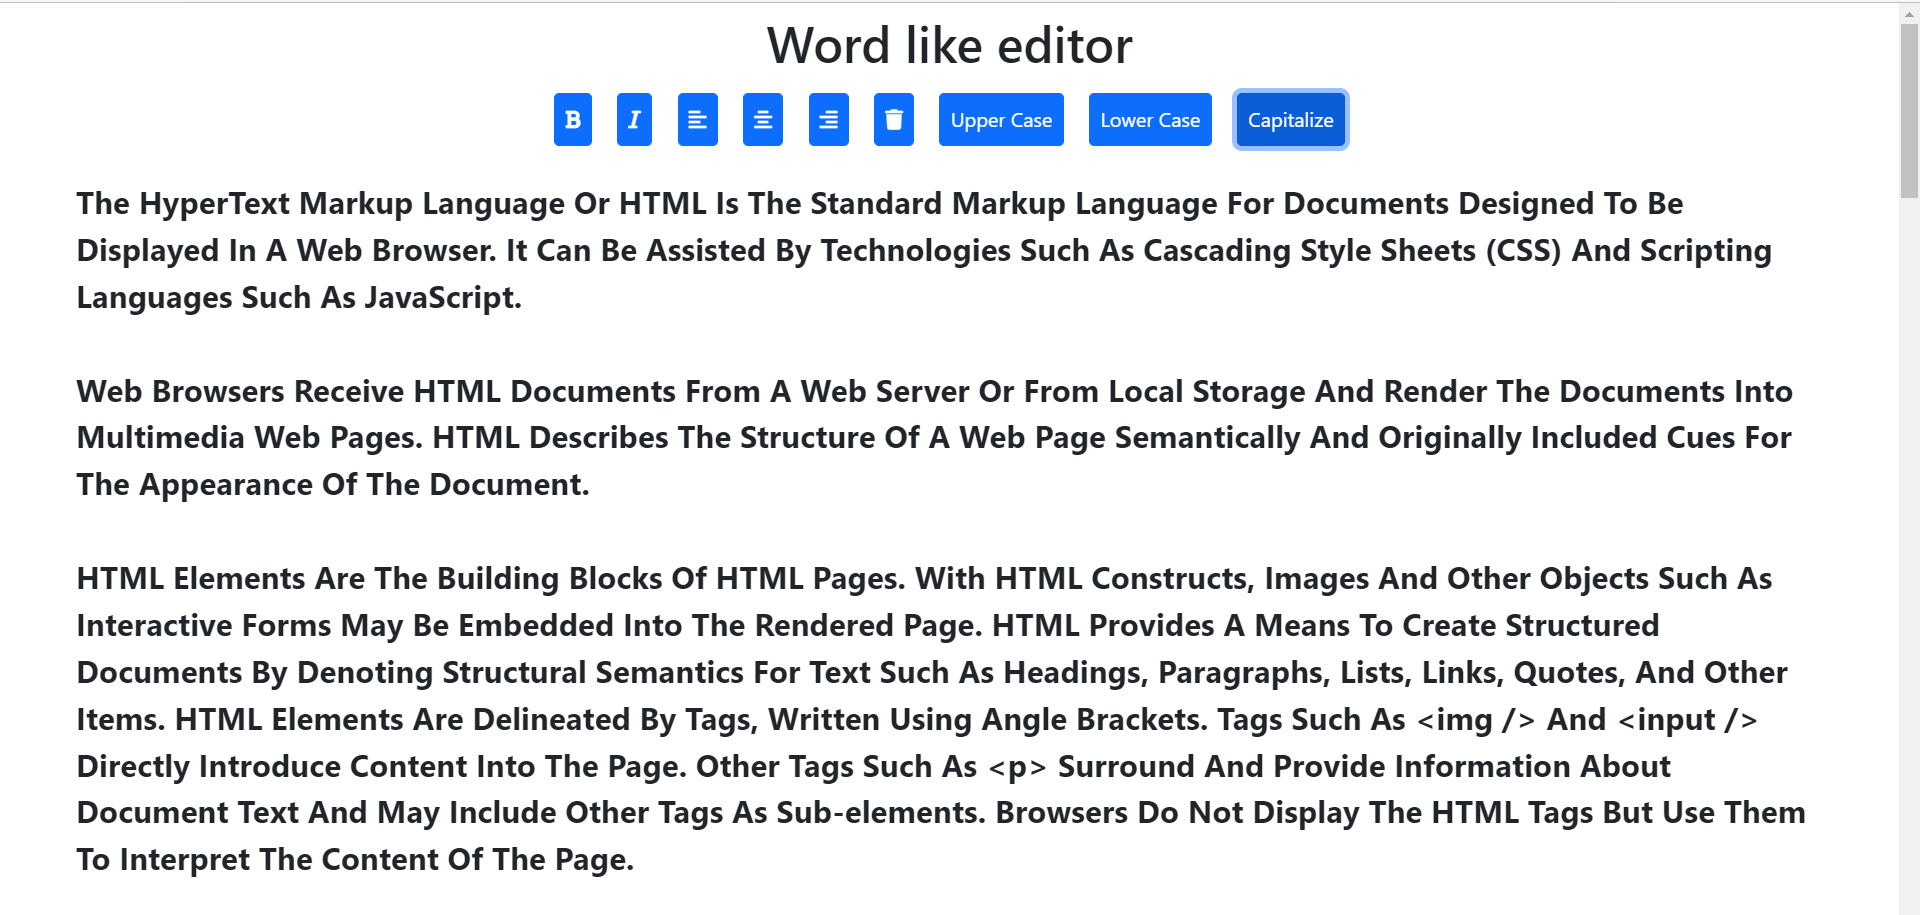 Word like editor
B I Upper Case Lower Case Capitalize
The HyperText Markup Language Or HTML Is The Standard Markup Language For Documents Designed To Be
Displayed In A Web Browser. It Can Be Assisted By Technologies Such As Cascading Style Sheets (CSS) And Scripting
Languages Such As JavaScript.
Web Browsers Receive HTML Documents From A Web Server Or From Local Storage And Render The Documents Into
Multimedia Web Pages. HTML Describes The Structure Of A Web Page Semantically And Originally Included Cues For
The Appearance Of The Document.
HTML Elements Are The Building Blocks Of HTML Pages. With HTML Constructs, Images And Other Objects Such As
Interactive Forms May Be Embedded Into The Rendered Page. HTML Provides A Means To Create Structured
Documents By Denoting Structural Semantics For Text Such As Headings, Paragraphs, Lists, Links, Quotes, And Other
Items. HTML Elements Are Delineated By Tags, Written Using Angle Brackets. Tags Such As <img /> And <input />
Directly Introduce Content Into The Page. Other Tags Such As <p> Surround And Provide Information About
Document Text And May Include Other Tags As Sub-elements. Browsers Do Not Display The HTML Tags But Use Them
To Interpret The Content Of The Page.